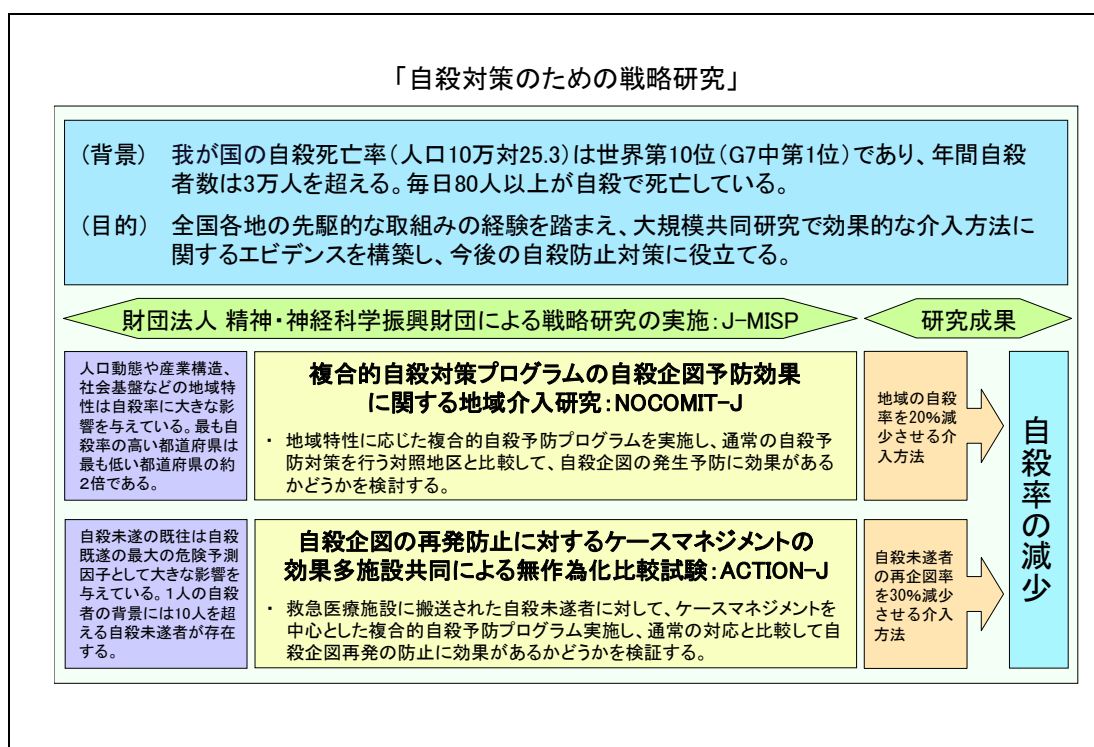 「自殺対策のための戦略研究」
(背景) 我が国の自殺死亡率(人口10万対25.3)は世界第10位(G7中第1位)であり、年間自殺
者数は3万人を超える。毎日80人以上が自殺で死亡している。
(目的) 全国各地の先駆的な取組みの経験を踏まえ、大規模共同研究で効果的な介入方法に
関するエビデンスを構築し、今後の自殺防止対策に役立てる。
財団法人 精神・神経科学振興財団による戦略研究の実施:J-MISP
研究成果
人口動態や産業構造、
社会基盤などの地域特
性は自殺率に大きな影
響を与えている。最も自
殺率の高い都道府県は
最も低い都道府県の約
2倍である。
複合的自殺対策プログラムの自殺企図予防効果
に関する地域介入研究:NOCOMIT-J
・ 地域特性に応じた複合的自殺予防プログラムを実施し、通常の自殺予
防対策を行う対照地区と比較して、自殺企図の発生予防に効果がある
かどうかを検討する。
地域の自殺
率を20%減
少させる介
入方法
自殺未遂の既往は自殺
既遂の最大の危険予測
因子として大きな影響を
与えている。1人の自殺
者の背景には10人を超
える自殺未遂者が存在
する。
自殺企図の再発防止に対するケースマネジメントの
効果多施設共同による無作為化比較試験:ACTION-J
・ 救急医療施設に搬送された自殺未遂者に対して、ケースマネジメントを
中心とした複合的自殺予防プログラム実施し、通常の対応と比較して自
殺企図再発の防止に効果があるかどうかを検証する。
自殺未遂者
の再企図率
を30%減少
させる介入
方法
自殺率の減少